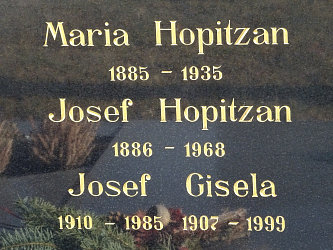 Maria Hopitzan
1885 – 1935
Josef Hopitzan
1886 – 1968
Josef Gisela
1910 – 1985 1907 – 1999